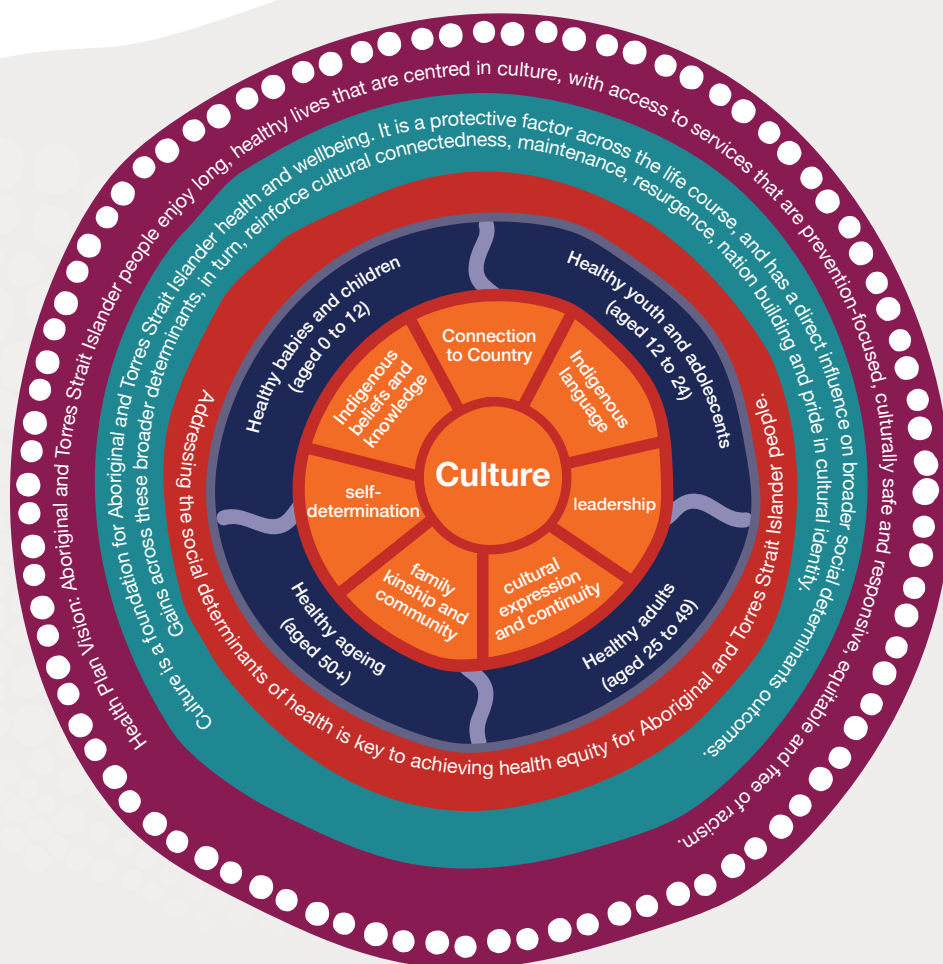 Health Plan Vision: Aboriginal and Torres Strait Islander people enjoy long, healthy lives that are centred in culture, with access to services that are prevention-focused, culturally safe and responsive, equitable and free of racism.
Culture is a foundation for Aboriginal and Torres Strait Islander health and wellbeing. It is a protective factor across the life course, and has a direct influence on broader social determinants outcomes.
Gains across these broader determinants, in turn, reinforce cultural connectedness, maintenance, resurgence, nation building and pride in cultural identity.
Addressing the social determinants of health is key to achieving health equity for Aboriginal and Torres Strait Islander people.
Healthy babies and children
(aged 0 to 12)
Healthy youth and adolescents
(aged 12 to 24)
Healthy adults
(aged 25 to 49)
Healthy ageing
(aged 50+)
Connection
to Country
Indigenous
language
leadership
cultural
expression
and continuity
family
kinship and
community
self-
determination
Indigenous
beliefs and
knowledge
Culture